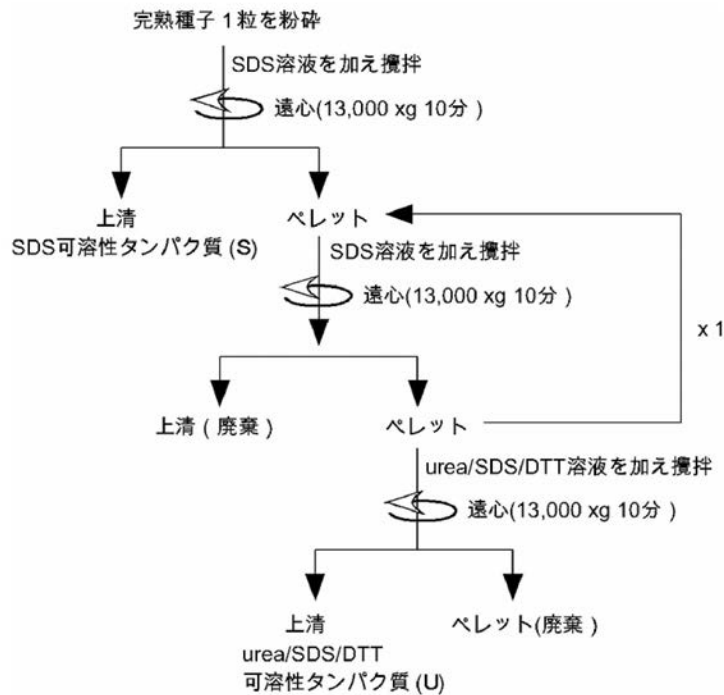 完熟種子 1 粒を粉砕
SDS溶液を加え攪拌
遠心(13,000 xg 10分 )
上清
SDS可溶性タンパク質 (S)
ペレット
SDS溶液を加え攪拌
遠心(13,000 xg 10分 )
x 1
上清 ( 廃棄 )
ペレット
urea/SDS/DTT溶液を加え攪拌
遠心(13,000 xg 10分 )
上清
urea/SDS/DTT
可溶性タンパク質 (U)
ペレット(廃棄 )